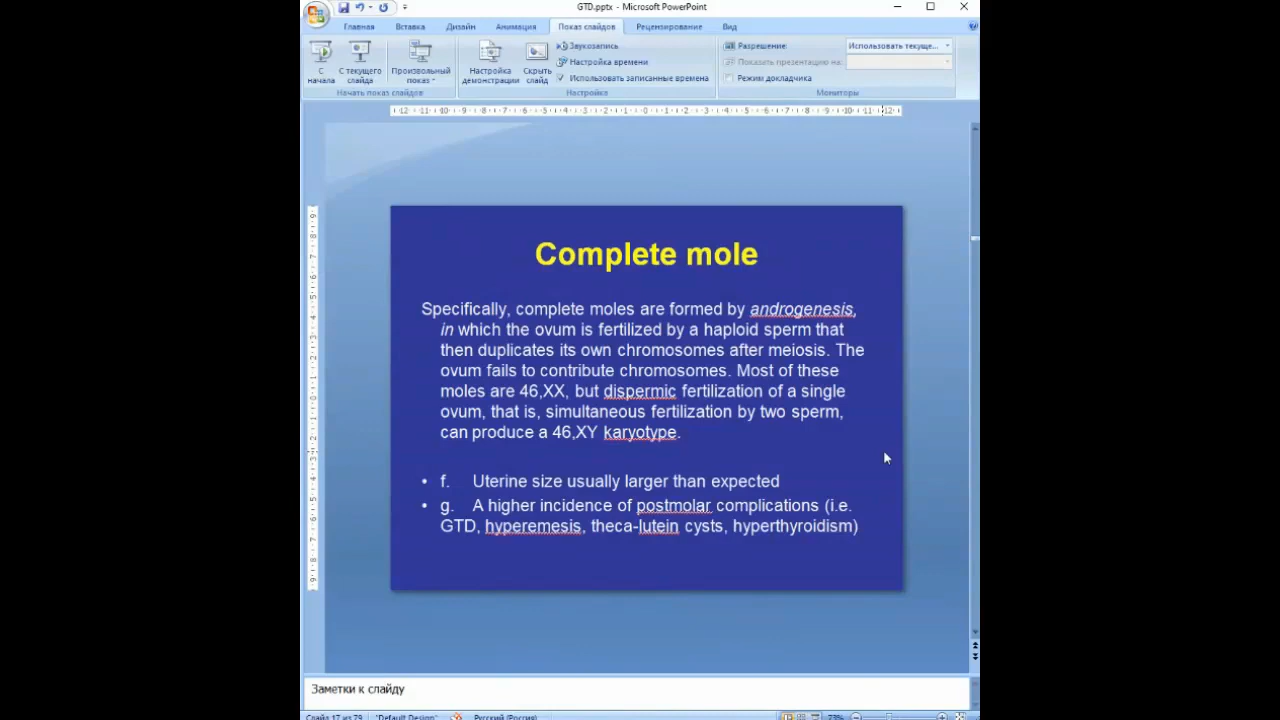 GTD.pptx - Microsoft PowerPoint
Главная Вставка Дизайн Анимация Показ слайдов Рецензирование Вид
С начала
С текущего слайда
Произвольный показ
Начать показ слайдов
Настройка демонстрации
Скрыть слайд
Звукозапись
Настройка времени
Использовать записанные времена
Настройка
Разрешение: Использовать текуще...
Показать презентацию на:
Режим докладчика
Мониторы
Complete mole
Specifically, complete moles are formed by androgenesis,
in which the ovum is fertilized by a haploid sperm that
then duplicates its own chromosomes after meiosis. The
ovum fails to contribute chromosomes. Most of these
moles are 46,XX, but dispermic fertilization of a single
ovum, that is, simultaneous fertilization by two sperm,
can produce a 46,XY karyotype.
• f. Uterine size usually larger than expected
• g. A higher incidence of postmolar complications (i.e.
GTD, hyperemesis, theca-lutein cysts, hyperthyroidism)
Заметки к слайду
Слайд 17 из 79 "Default Design" Русский (Россия) 73%